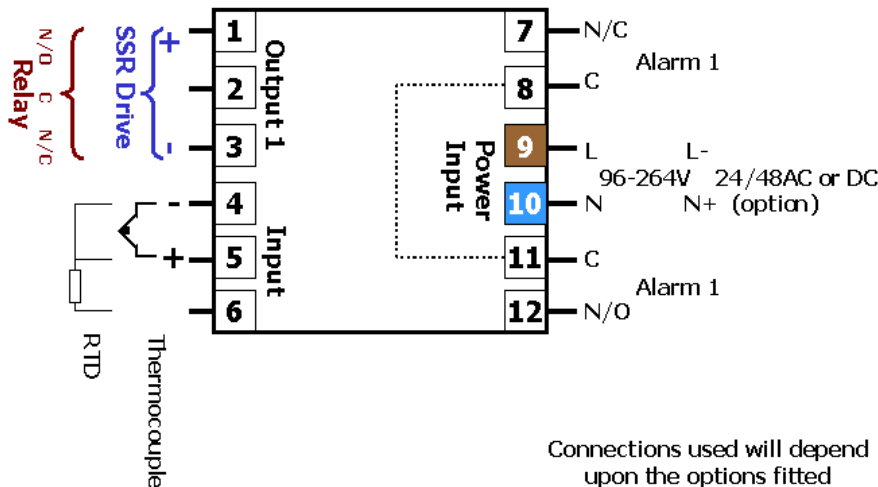 N/O C N/C
Relay
+ SSR Drive -
1
2
3
Output 1
- 4
+ 5
6
Input
RTD
Thermocouple
7 N/C
8 C
Alarm 1
Power
Input
9 L L-
96-264V 24/48AC or DC
10 N N+ (option)
11 C
Alarm 1
12 N/O
Connections used will depend
upon the options fitted